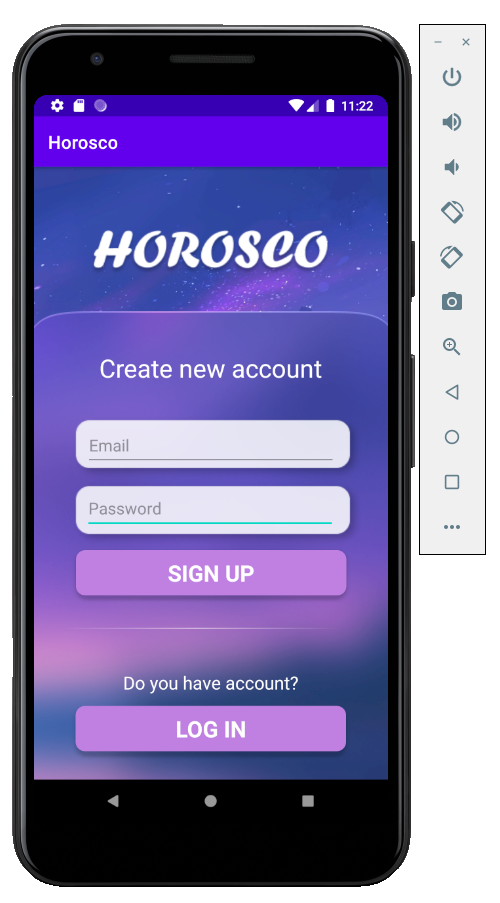 11:22
Horosco
HOROSCO
Create new account
Email
Password
SIGN UP
Do you have account?
LOG IN